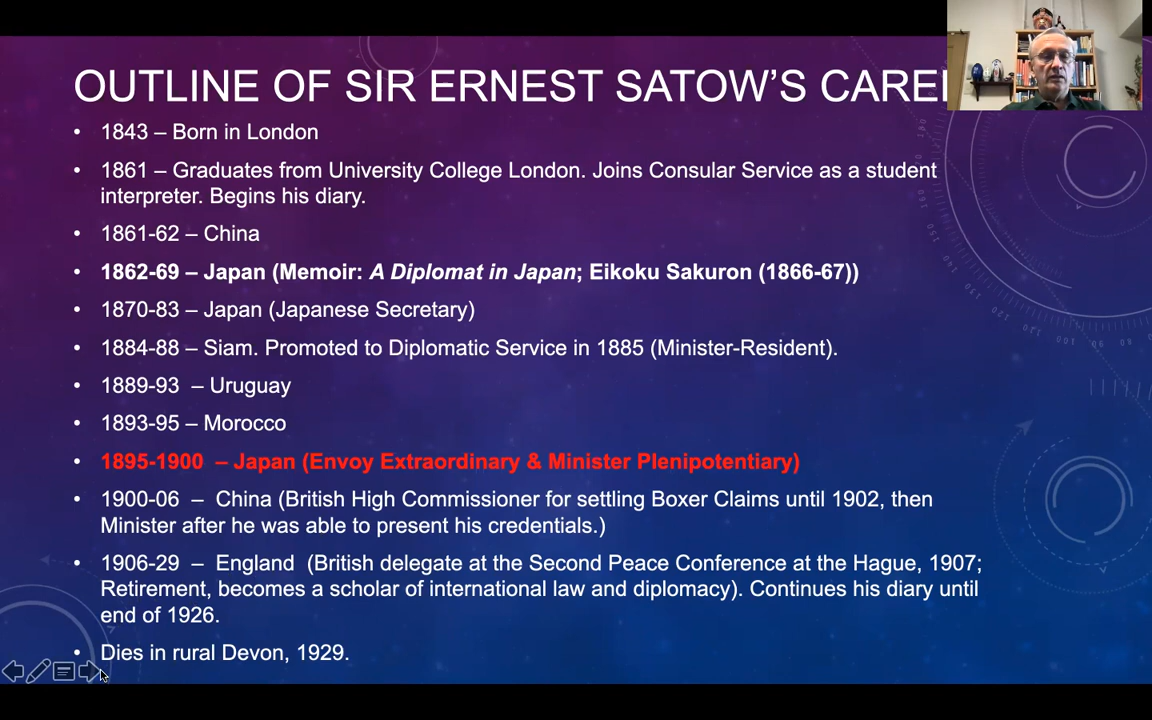 OUTLINE OF SIR ERNEST SATOW'S
• 1843 – Born in London
• 1861 – Graduates from University College London. Joins Consular Service as a student
interpreter. Begins his diary.
• 1861-62 – China
• 1862-69 – Japan (Memoir: A Diplomat in Japan; Eikoku Sakuron (1866-67))
• 1870-83 – Japan (Japanese Secretary)
• 1884-88 – Siam. Promoted to Diplomatic Service in 1885 (Minister-Resident).
• 1889-93 – Uruguay
• 1893-95 – Morocco
• 1895-1900 – Japan (Envoy Extraordinary & Minister Plenipotentiary)
• 1900-06 – China (British High Commissioner for settling Boxer Claims until 1902, then
Minister after he was able to present his credentials.)
• 1906-29 – England (British delegate at the Second Peace Conference at the Hague, 1907;
Retirement, becomes a scholar of international law and diplomacy). Continues his diary until
end of 1926.
• Dies in rural Devon, 1929.